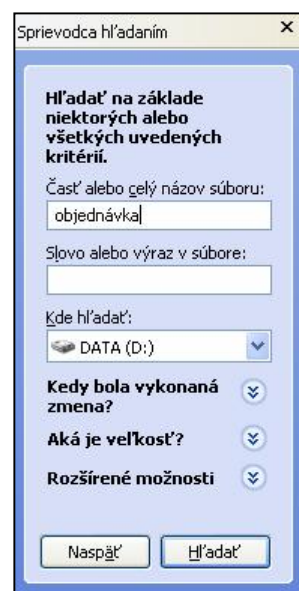 Sprievodca hľadaním
Hľadať na základe
niektorých alebo
všetkých uvedených
kritérií.
Časť alebo celý názov súboru:
objednávka
Slovo alebo výraz v súbore:
Kde hľadať:
DATA (D:)
Kedy bola vykonaná
zmena?
Aká je veľkosť?
Rozšírené možnosti
Naspäť Hľadať